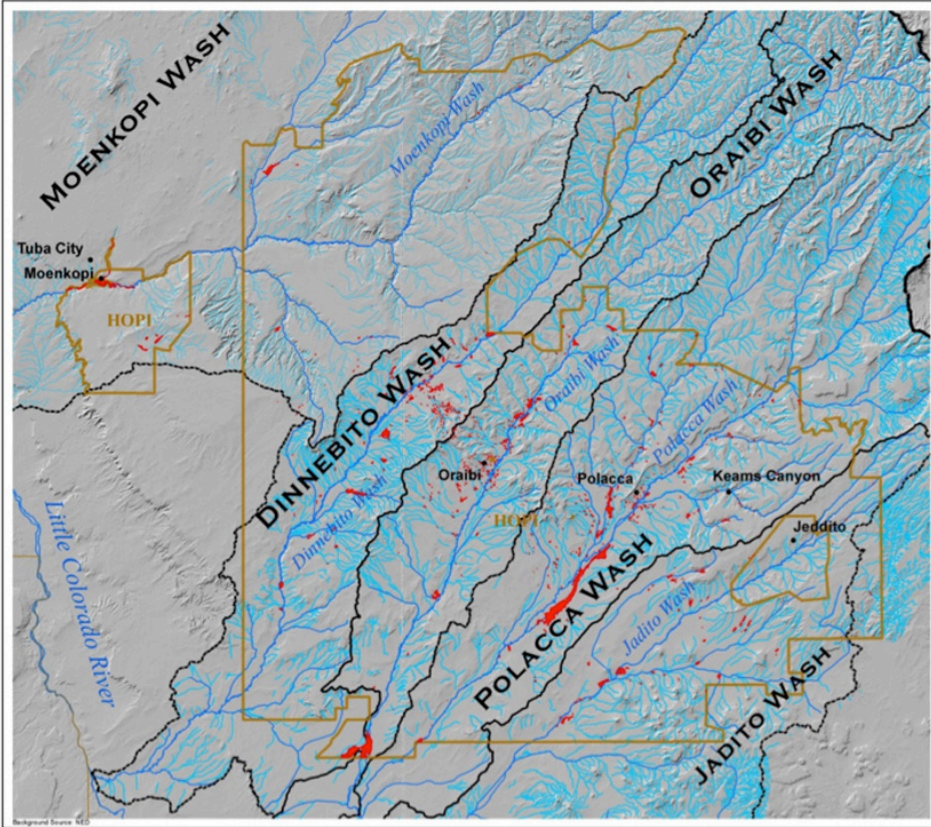 MOENKOPI WASH
ORAIBI WASH
Moenkopi Wash
Tuba City
Moenkopi
HOPI
DINNEBITO WASH
Oraibi Wash
Polacca Wash
Oraibi
Polacca
Keams Canyon
Dinnebito Wash
HOPI
Jeddito
Little Colorado River
POLACCA WASH
Jadito Wash
JADITO WASH
Background Source: NED